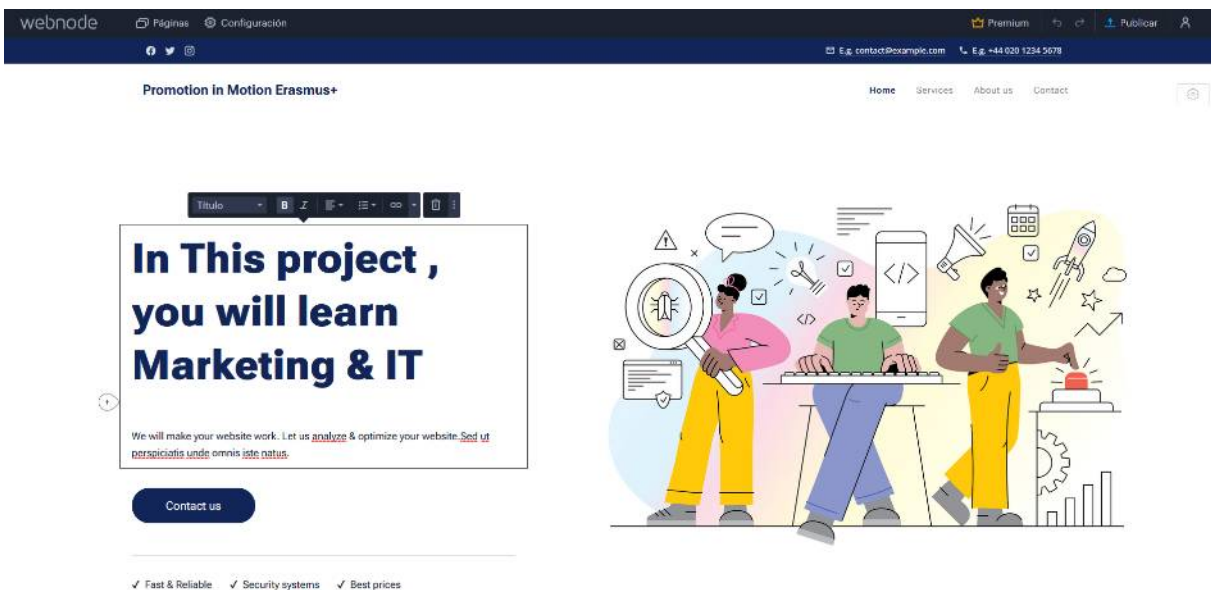 webnode Páginas Configuración Premium Publicar
E.g. contact@example.com E.g. +44 020 1234 5678
Promotion in Motion Erasmus+ Home Services About us Contact
Título B I
In This project ,
you will learn
Marketing & IT
We will make your website work. Let us analyze & optimize your website.Sed ut
perspiciatis unde omnis iste natus.
Contact us
✓ Fast & Reliable ✓ Security systems ✓ Best prices